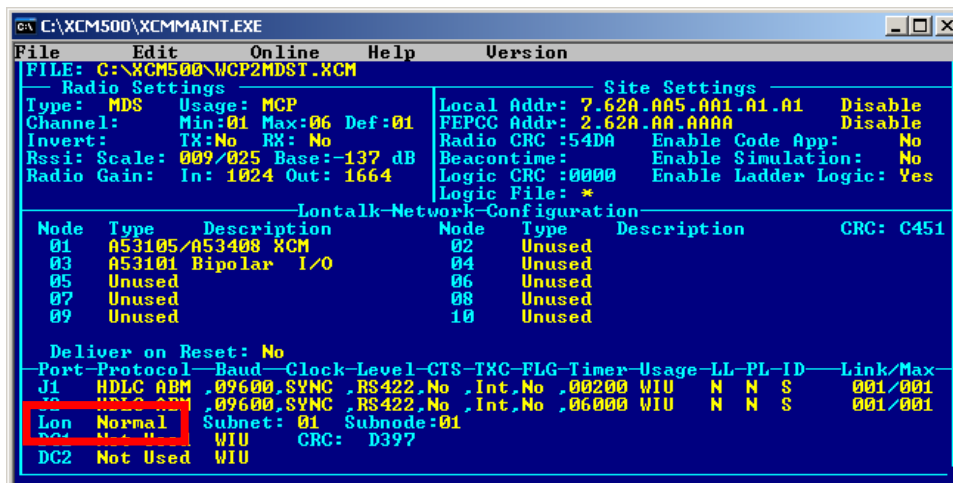 C:\XCM500\XCMMAINT.EXE
File Edit Online Help Version
FILE: C:\XCM500\WCP2MDST.XCM
Radio Settings
Type: MDS Usage: MCP
Channel: Min:01 Max:06 Def:01
Invert: TX:No RX: No
Rssi: Scale: 009/025 Base:-137 dB
Radio Gain: In: 1024 Out: 1664
Site Settings
Local Addr: 7.62A.AA5.AA1.A1.A1 Disable
FEPCC Addr: 2.62A.AA.AAAA Disable
Radio CRC :54DA Enable Code App: No
Beacontime: Enable Simulation: No
Logic CRC :0000 Enable Ladder Logic: Yes
Logic File: *
Lontalk-Network-Configuration
Node Type Description Node Type Description CRC: C451
01 A53105/A53408 XCM 02 Unused
03 A53101 Bipolar I/O 04 Unused
05 Unused 06 Unused
07 Unused 08 Unused
09 Unused 10 Unused
Deliver on Reset: No
Port-Protocol-Baud-Clock-Level-CTS-TXC-FLG-Timer-Usage-LL-PL-ID-Link/Max
J1 HDLC ABM ,09600,SYNC ,RS422,No ,Int,No ,00200 WIU N N S 001/001
J2 HDLC ABM ,09600,SYNC ,RS422,No ,Int,No ,06000 WIU N N S 001/001
Lon Normal Subnet: 01 Subnode:01
DC1 Not Used WIU CRC: D397
DC2 Not Used WIU